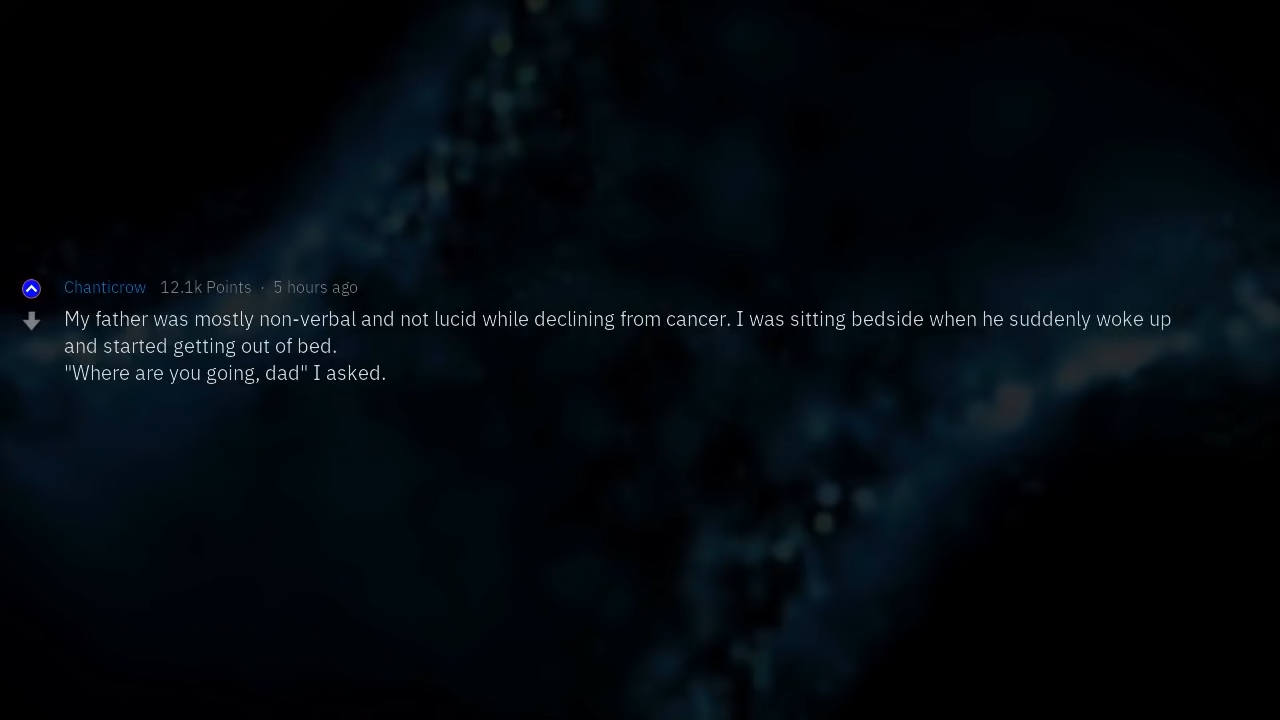 Chanticrow 12.1k Points · 5 hours ago
My father was mostly non-verbal and not lucid while declining from cancer. I was sitting bedside when he suddenly woke up
and started getting out of bed.
"Where are you going, dad" I asked.